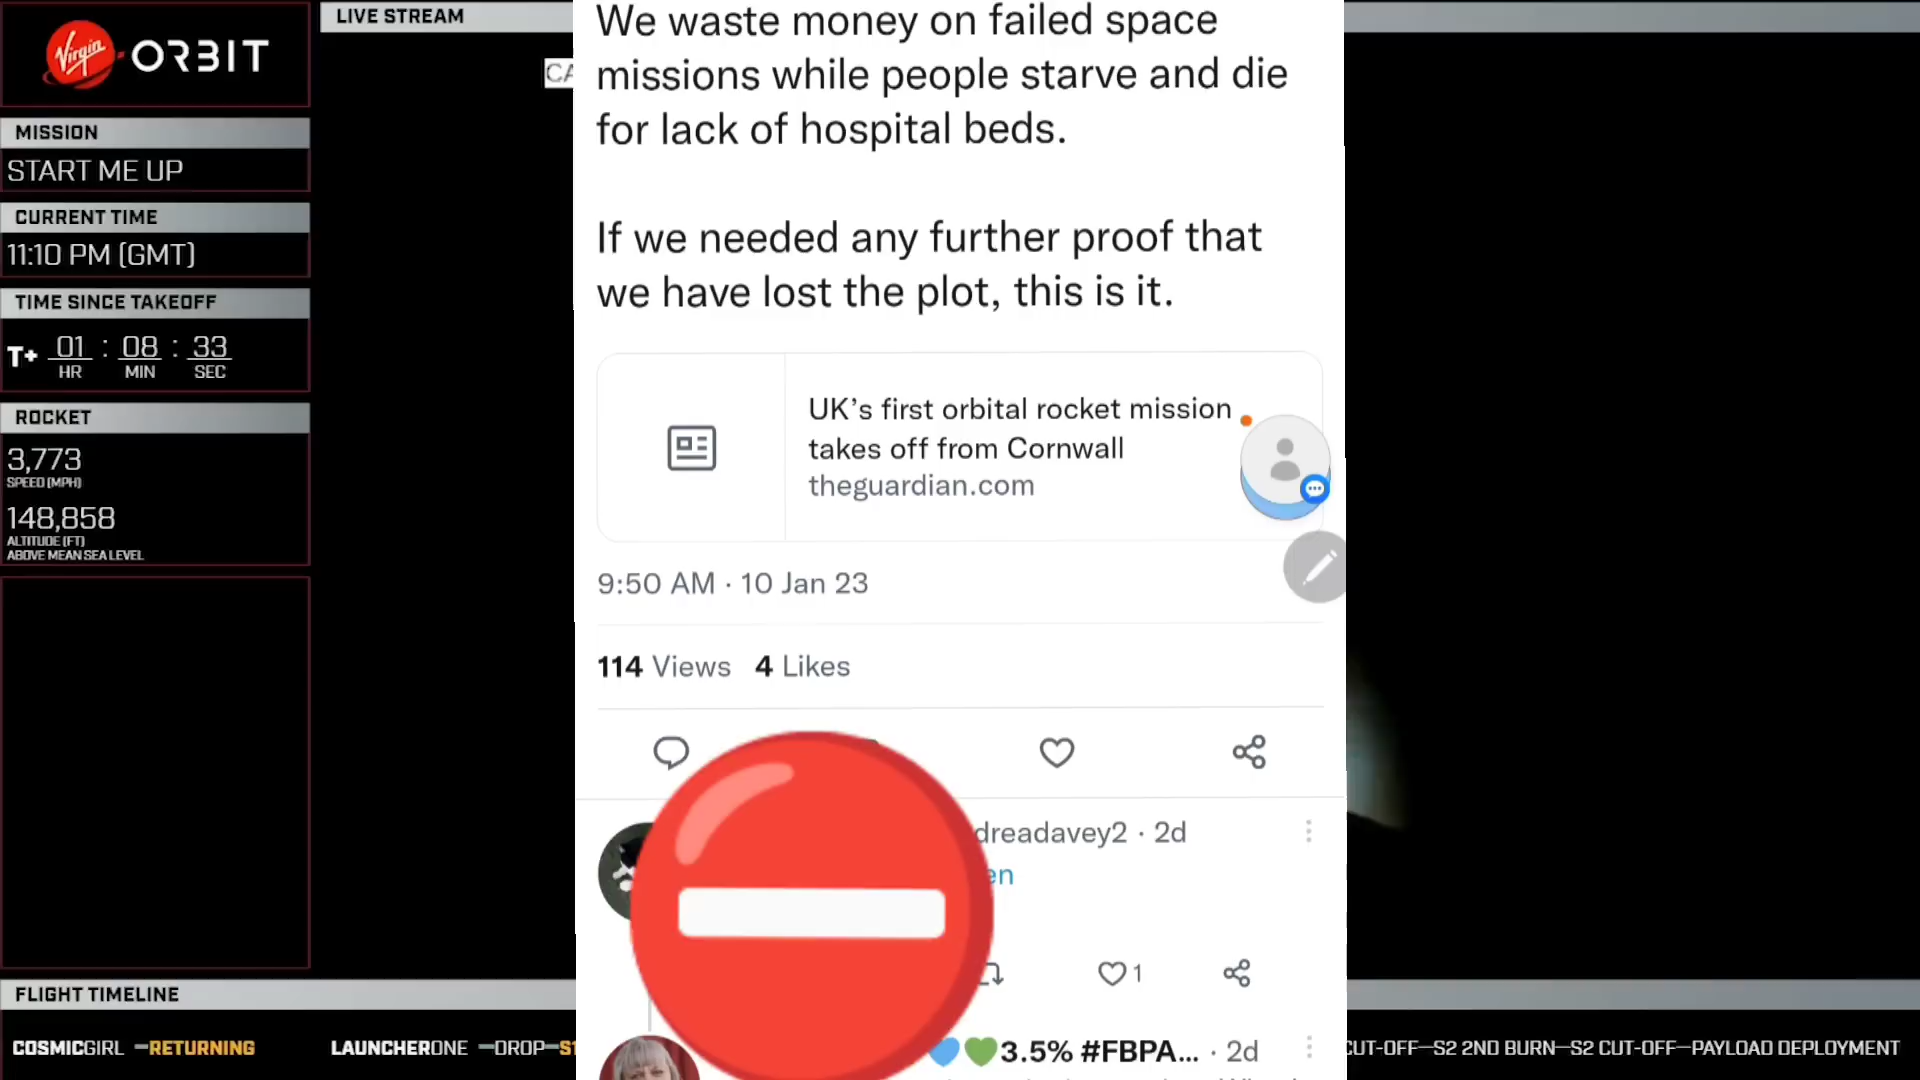 Virgin ORBIT
MISSION
START ME UP
CURRENT TIME
11:10 PM (GMT)
TIME SINCE TAKEOFF
T+ 01 : 08 : 33
HR MIN SEC
ROCKET
3,773
SPEED (MPH)
148,858
ALTITUDE (FT)
ABOVE MEAN SEA LEVEL
LIVE STREAM
CA
We waste money on failed space
missions while people starve and die
for lack of hospital beds.
If we needed any further proof that
we have lost the plot, this is it.
UK's first orbital rocket mission
takes off from Cornwall
theguardian.com
9:50 AM · 10 Jan 23
114 Views 4 Likes
dreadavey2 · 2d
en
1
3.5% #FBPA... · 2d
FLIGHT TIMELINE
COSMICGIRL —RETURNING LAUNCHERONE —DROP—S1 CUT-OFF—S2 2ND BURN—S2 CUT-OFF—PAYLOAD DEPLOYMENT